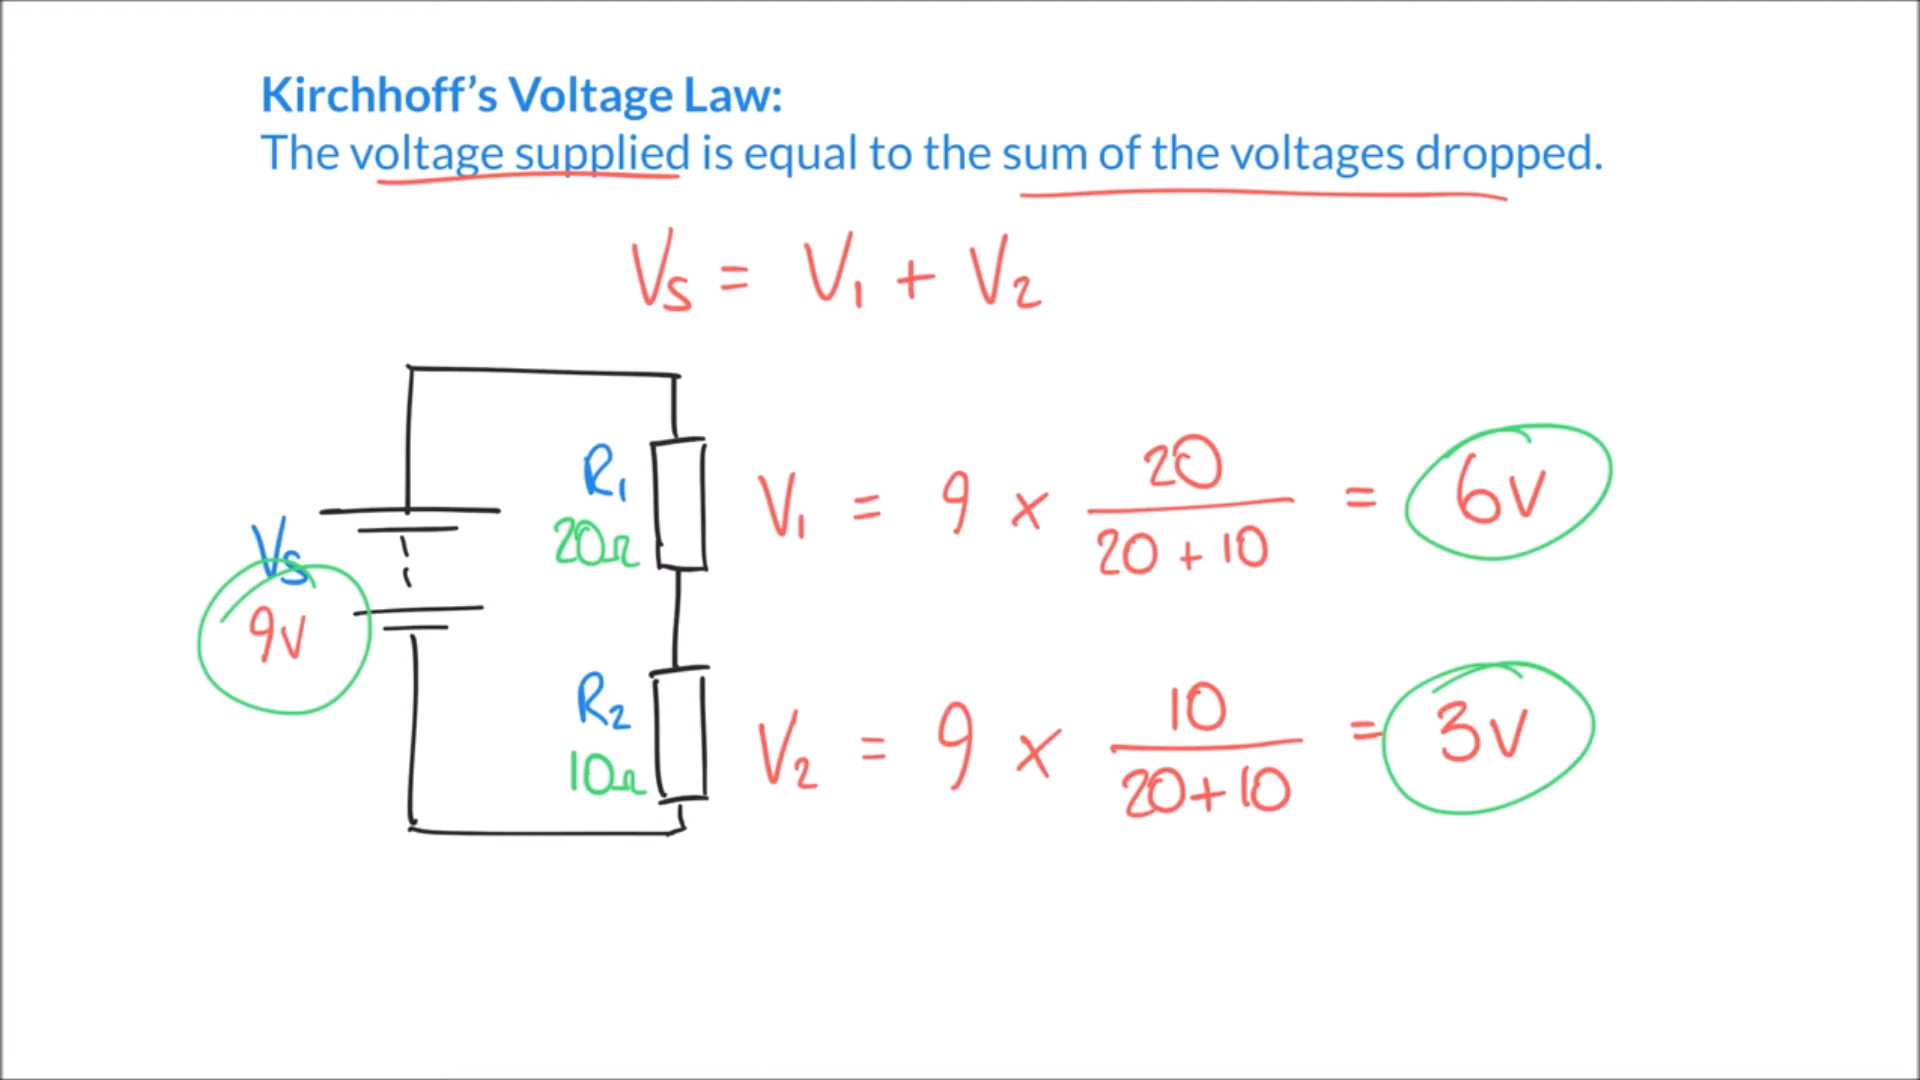 Kirchhoff's Voltage Law:
The voltage supplied is equal to the sum of the voltages dropped.
Vs = V₁ + V₂
R₁
20Ω
V₁ = 9 × 20/(20 + 10) = 6v
Vs
9v
R₂
10Ω
V₂ = 9 × 10/(20+10) = 3v